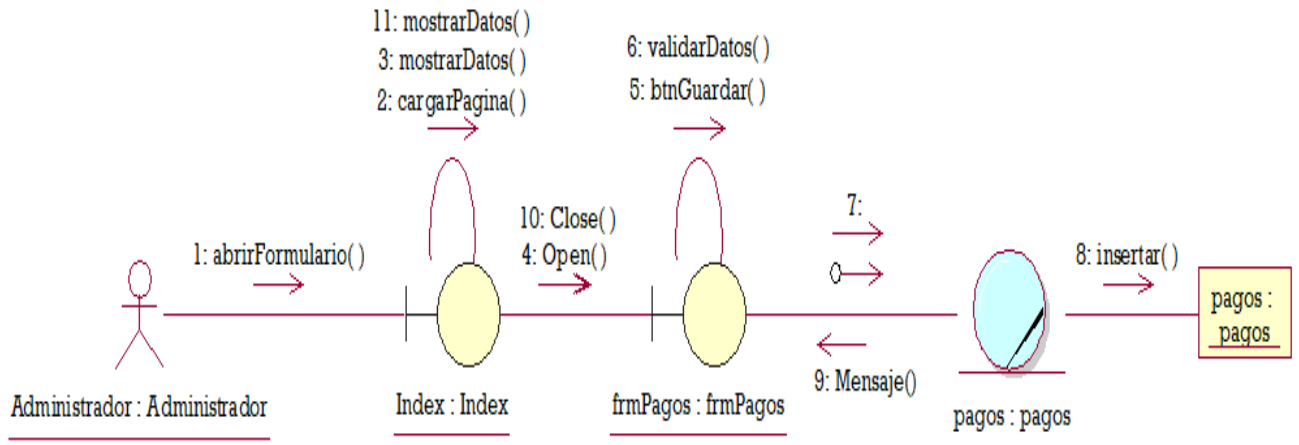 11: mostrarDatos( )
3: mostrarDatos( )
2: cargarPagina( )
6: validarDatos( )
5: btnGuardar( )
1: abrirFormulario( )
10: Close( )
4: Open( )
7:
8: insertar( )
9: Mensaje()
pagos :
pagos
Administrador : Administrador
Index : Index
frmPagos : frmPagos
pagos : pagos